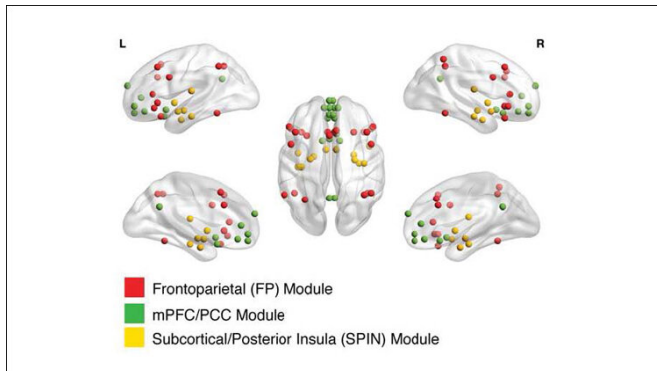 L
R
Frontoparietal (FP) Module
mPFC/PCC Module
Subcortical/Posterior Insula (SPIN) Module